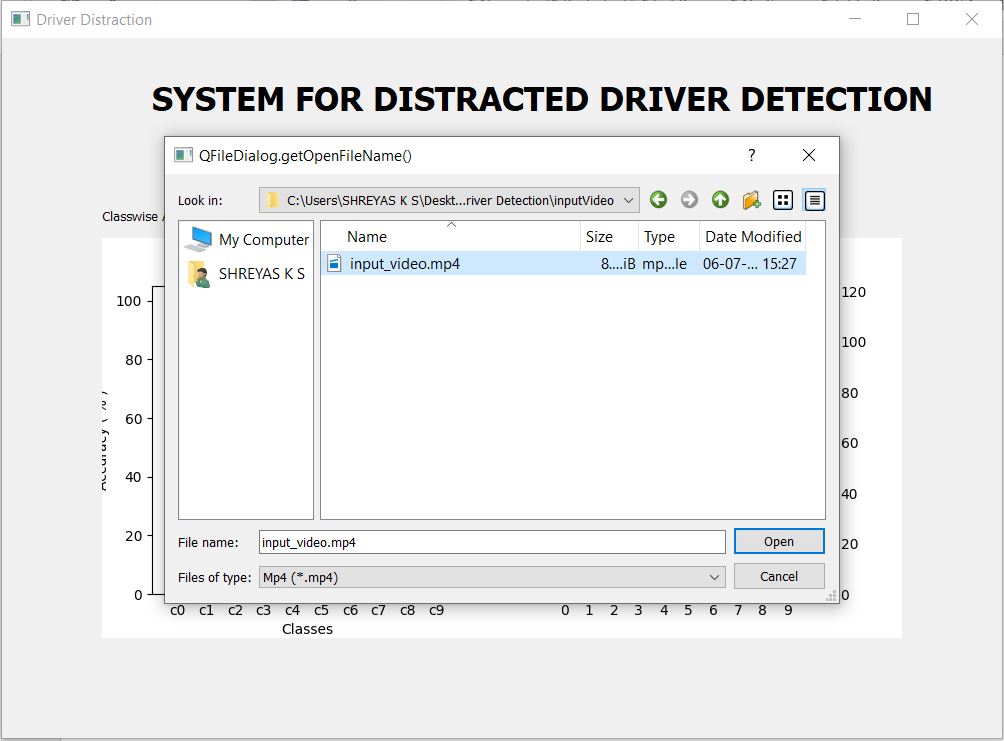 Driver Distraction
SYSTEM FOR DISTRACTED DRIVER DETECTION
QFileDialog.getOpenFileName()
?
Look in:
C:\Users\SHREYAS K S\Deskt...river Detection\inputVideo
Classwise
My Computer
SHREYAS K S
Name Size Type Date Modified
input_video.mp4 8....iB mp...le 06-07-... 15:27
100
80
60
40
20
0
Accuracy ( % )
c0 c1 c2 c3 c4 c5 c6 c7 c8 c9
Classes
120
100
80
60
40
20
0
0 1 2 3 4 5 6 7 8 9
File name: input_video.mp4 Open
Files of type: Mp4 (*.mp4) Cancel